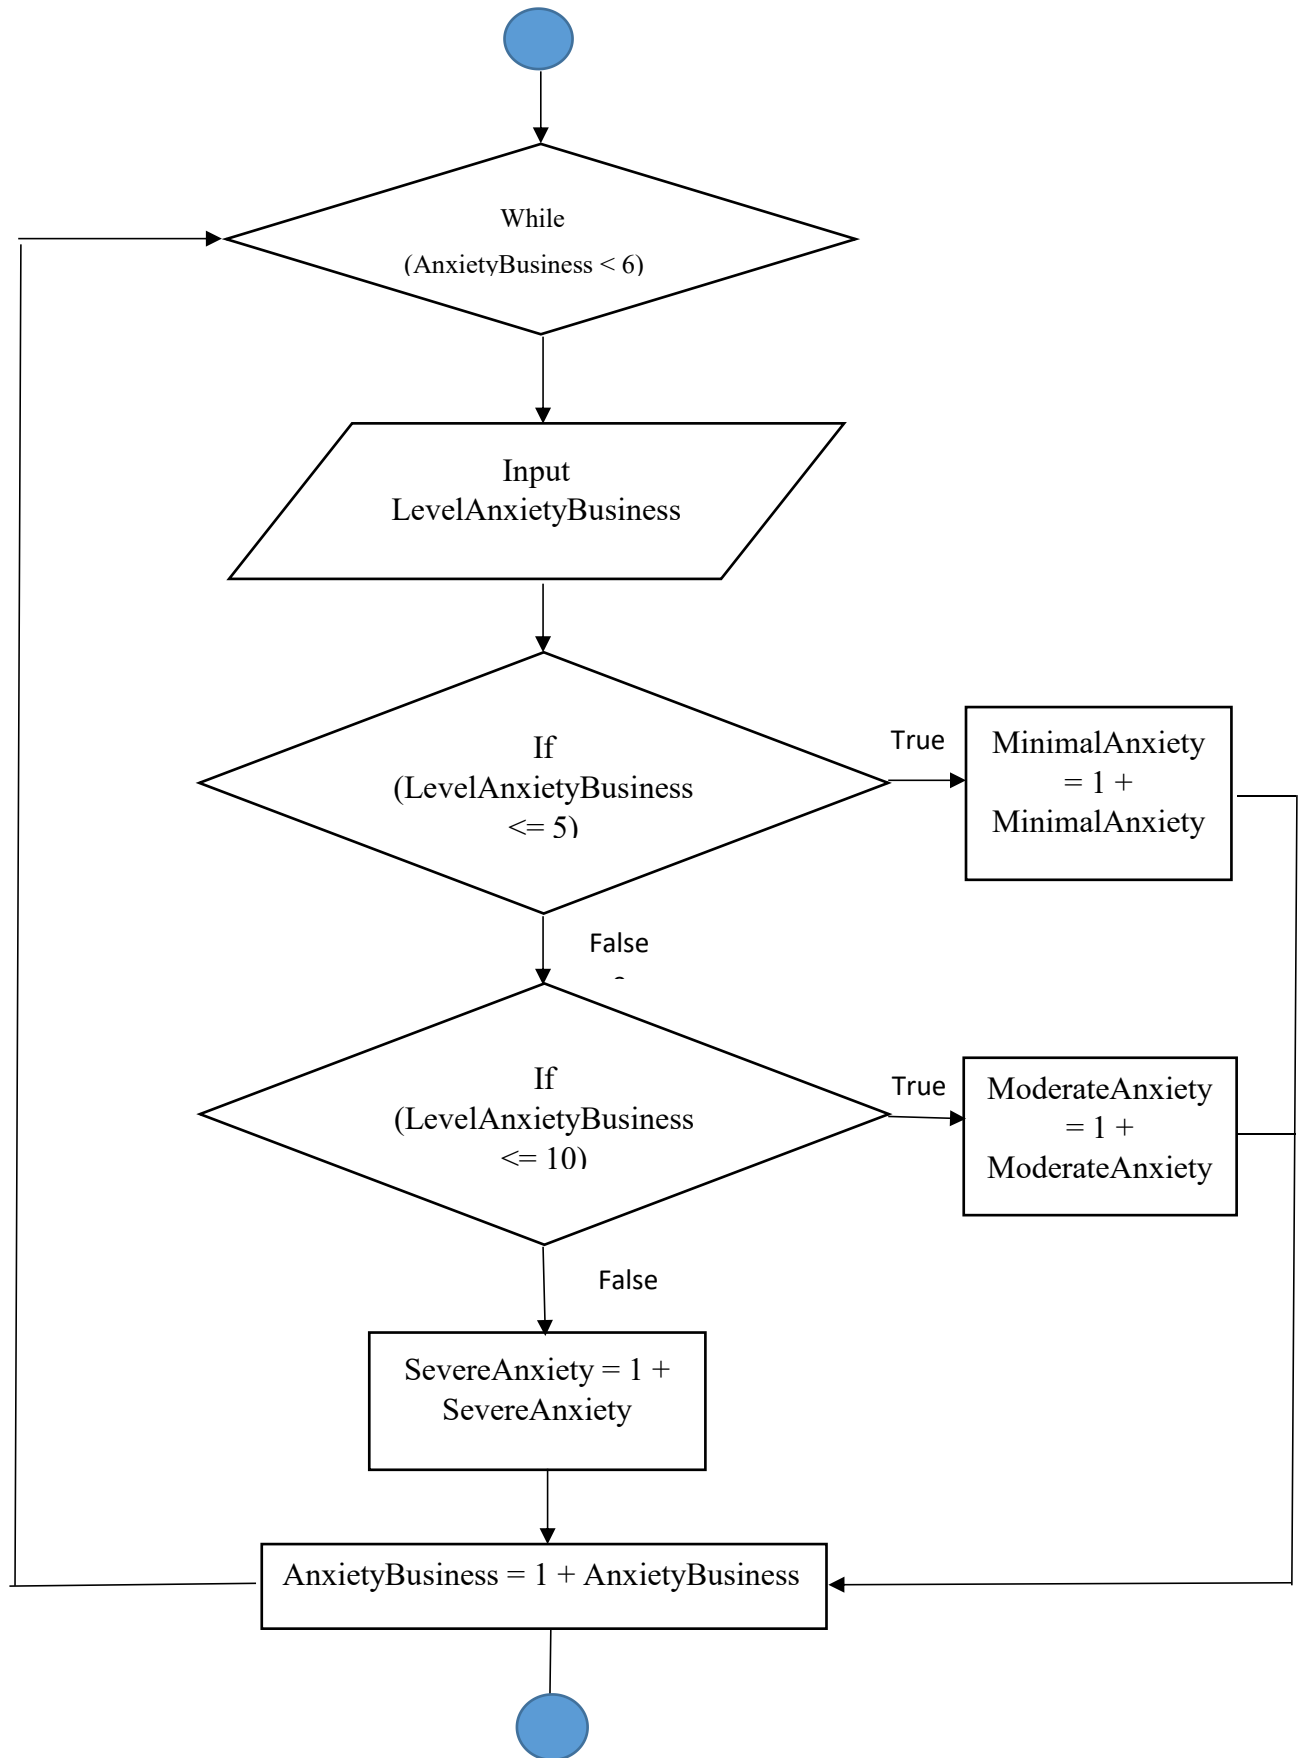 While
(AnxietyBusiness < 6)
Input
LevelAnxietyBusiness
If
(LevelAnxietyBusiness
<= 5)
True
MinimalAnxiety
= 1 +
MinimalAnxiety
False
If
(LevelAnxietyBusiness
<= 10)
True
ModerateAnxiety
= 1 +
ModerateAnxiety
False
SevereAnxiety = 1 +
SevereAnxiety
AnxietyBusiness = 1 + AnxietyBusiness